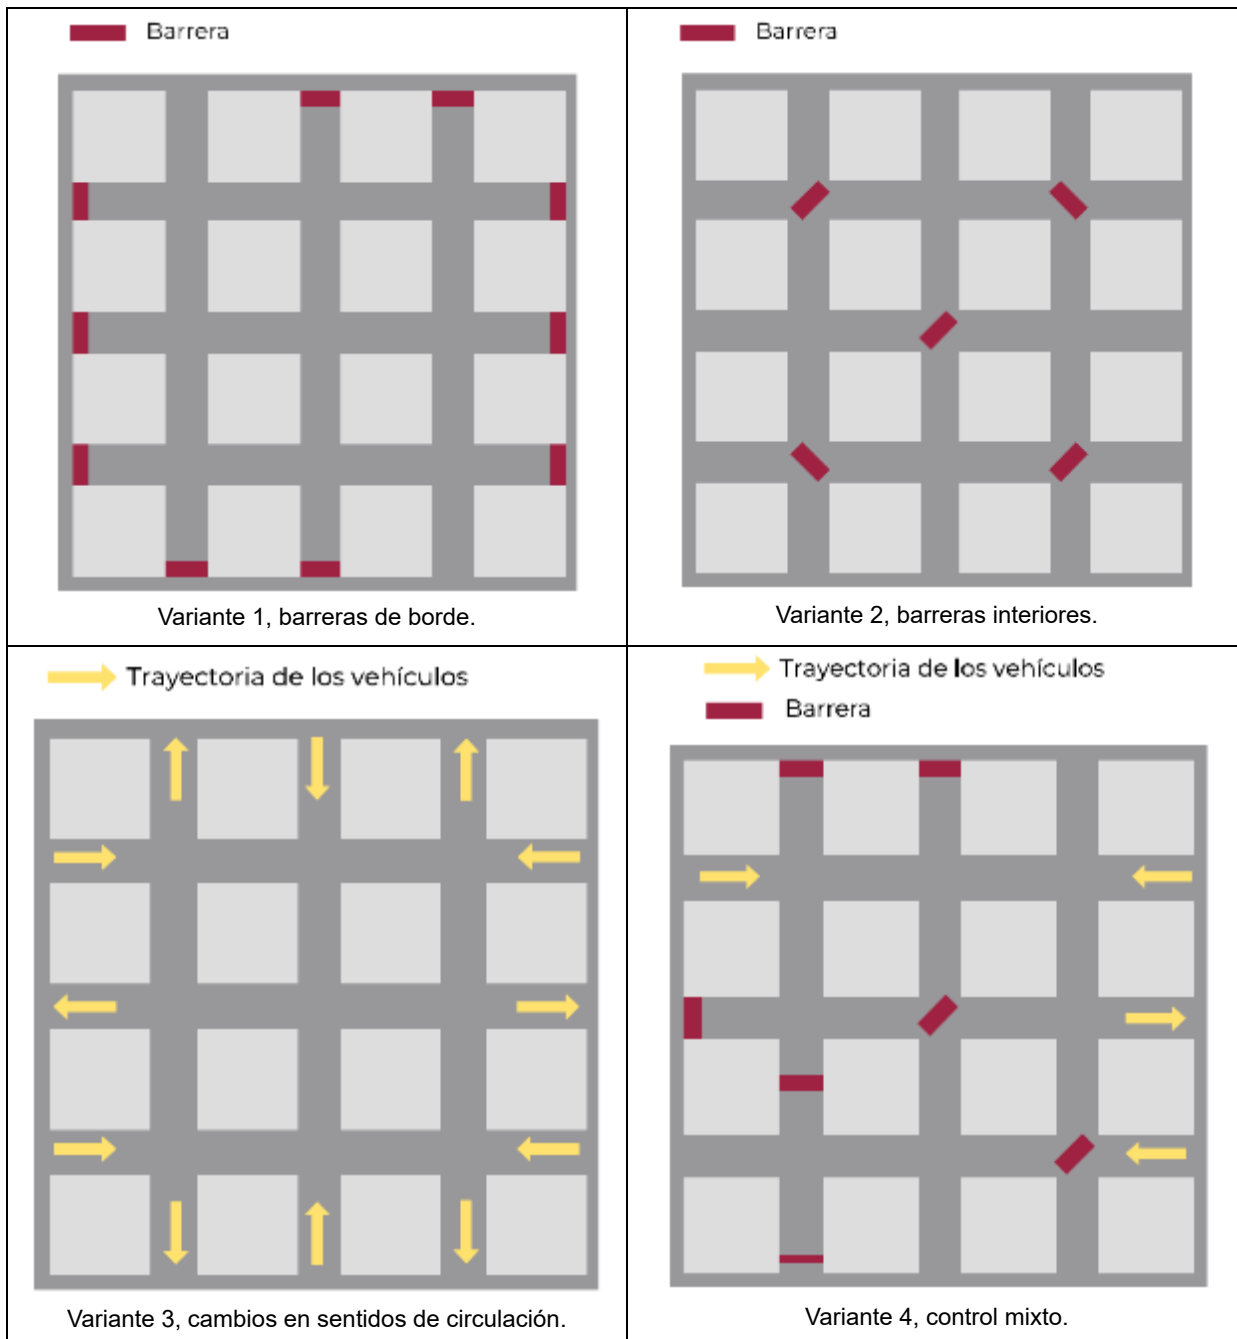 Barrera
Variante 1, barreras de borde.
Barrera
Variante 2, barreras interiores.
Trayectoria de los vehículos
Variante 3, cambios en sentidos de circulación.
Trayectoria de los vehículos
Barrera
Variante 4, control mixto.